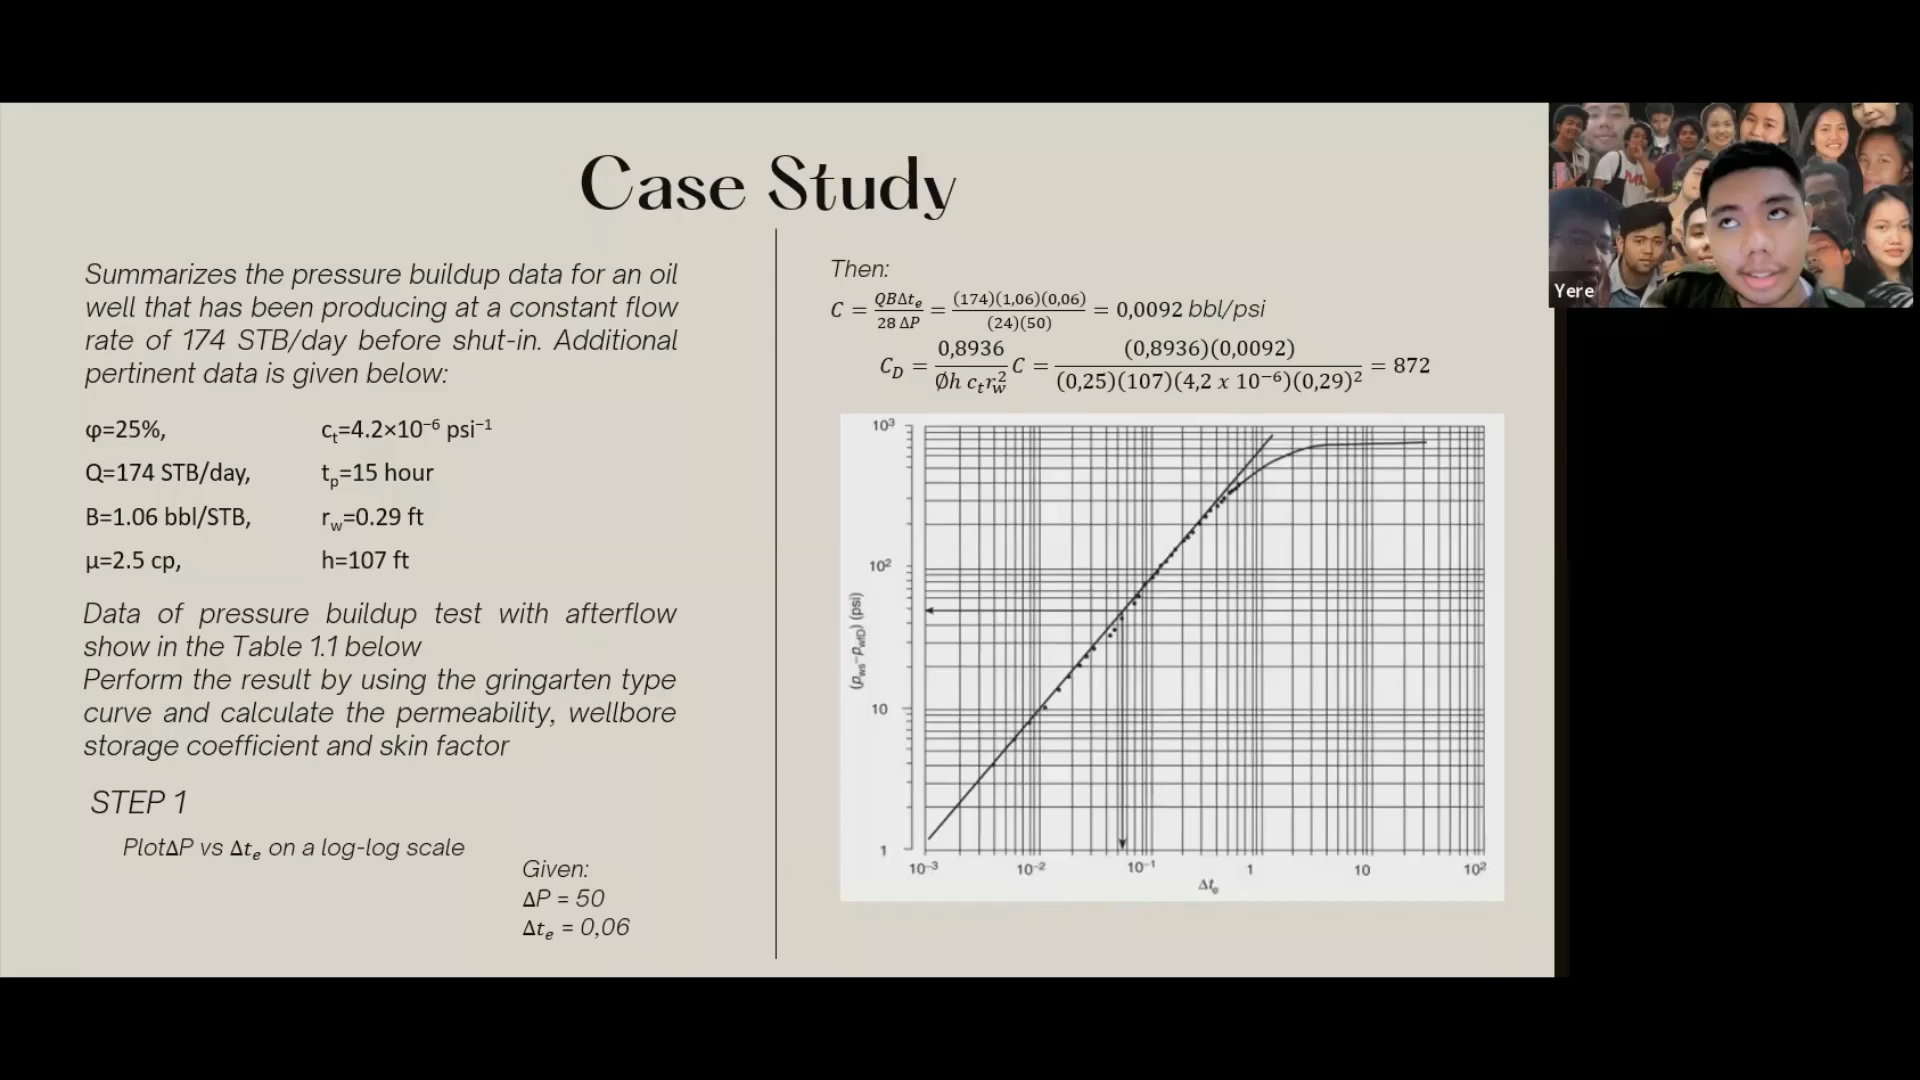 Case Study
Summarizes the pressure buildup data for an oil
well that has been producing at a constant flow
rate of 174 STB/day before shut-in. Additional
pertinent data is given below:
φ=25%, cₜ=4.2×10⁻⁶ psi⁻¹
Q=174 STB/day, tₚ=15 hour
B=1.06 bbl/STB, r_w=0.29 ft
μ=2.5 cp, h=107 ft
Data of pressure buildup test with afterflow
show in the Table 1.1 below
Perform the result by using the gringarten type
curve and calculate the permeability, wellbore
storage coefficient and skin factor
STEP 1
PlotΔP vs Δtₑ on a log-log scale
Given:
ΔP = 50
Δtₑ = 0,06
Then:
C = QBΔtₑ / 28 ΔP = (174)(1,06)(0,06) / (24)(50) = 0,0092 bbl/psi
C_D = 0,8936 / Øh cₜr_w² C = (0,8936)(0,0092) / (0,25)(107)(4,2 x 10⁻⁶)(0,29)² = 872
10³
10²
10
1
(p_ws–p_wfD) (psi)
10⁻³ 10⁻² 10⁻¹ 1 10 10²
Δtₑ
Yere